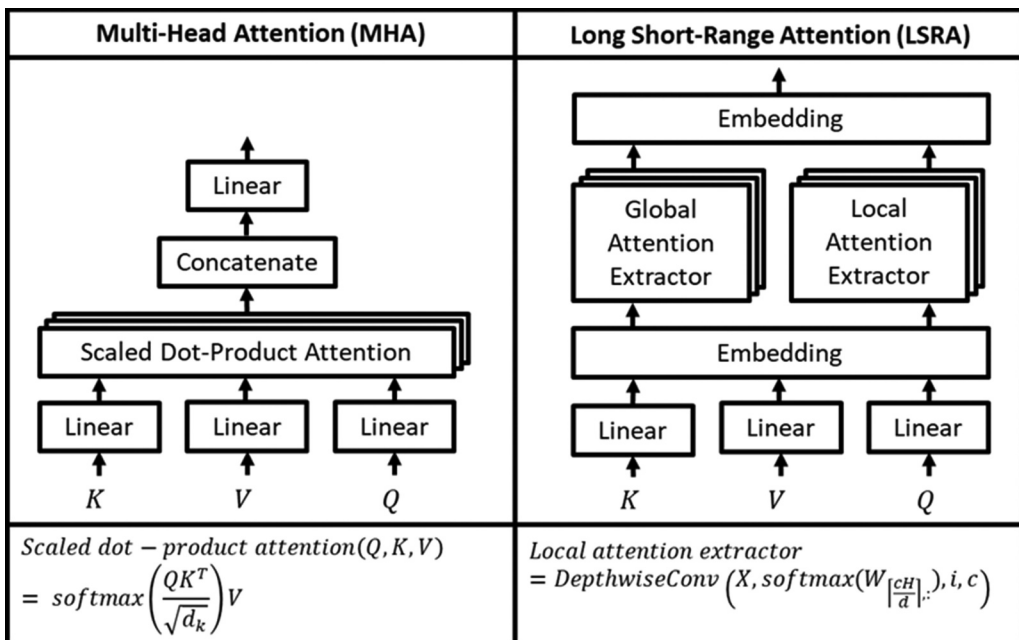 Multi-Head Attention (MHA)
Linear
Concatenate
Scaled Dot-Product Attention
Linear Linear Linear
K V Q
Scaled dot − product attention(Q, K, V)
= softmax(QK^T / √d_k)V
Long Short-Range Attention (LSRA)
Embedding
Global Attention Extractor
Local Attention Extractor
Embedding
Linear Linear Linear
K V Q
Local attention extractor
= DepthwiseConv (X, softmax(W_{⌈cH/d⌉,:}), i, c)